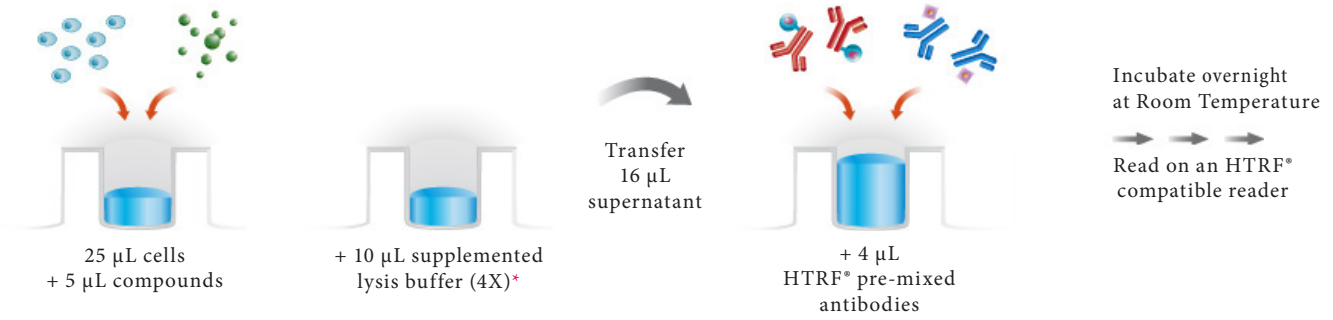 25 µL cells
+ 5 µL compounds
+ 10 µL supplemented
lysis buffer (4X)*
Transfer
16 µL
supernatant
+ 4 µL
HTRF® pre-mixed
antibodies
Incubate overnight
at Room Temperature
Read on an HTRF®
compatible reader